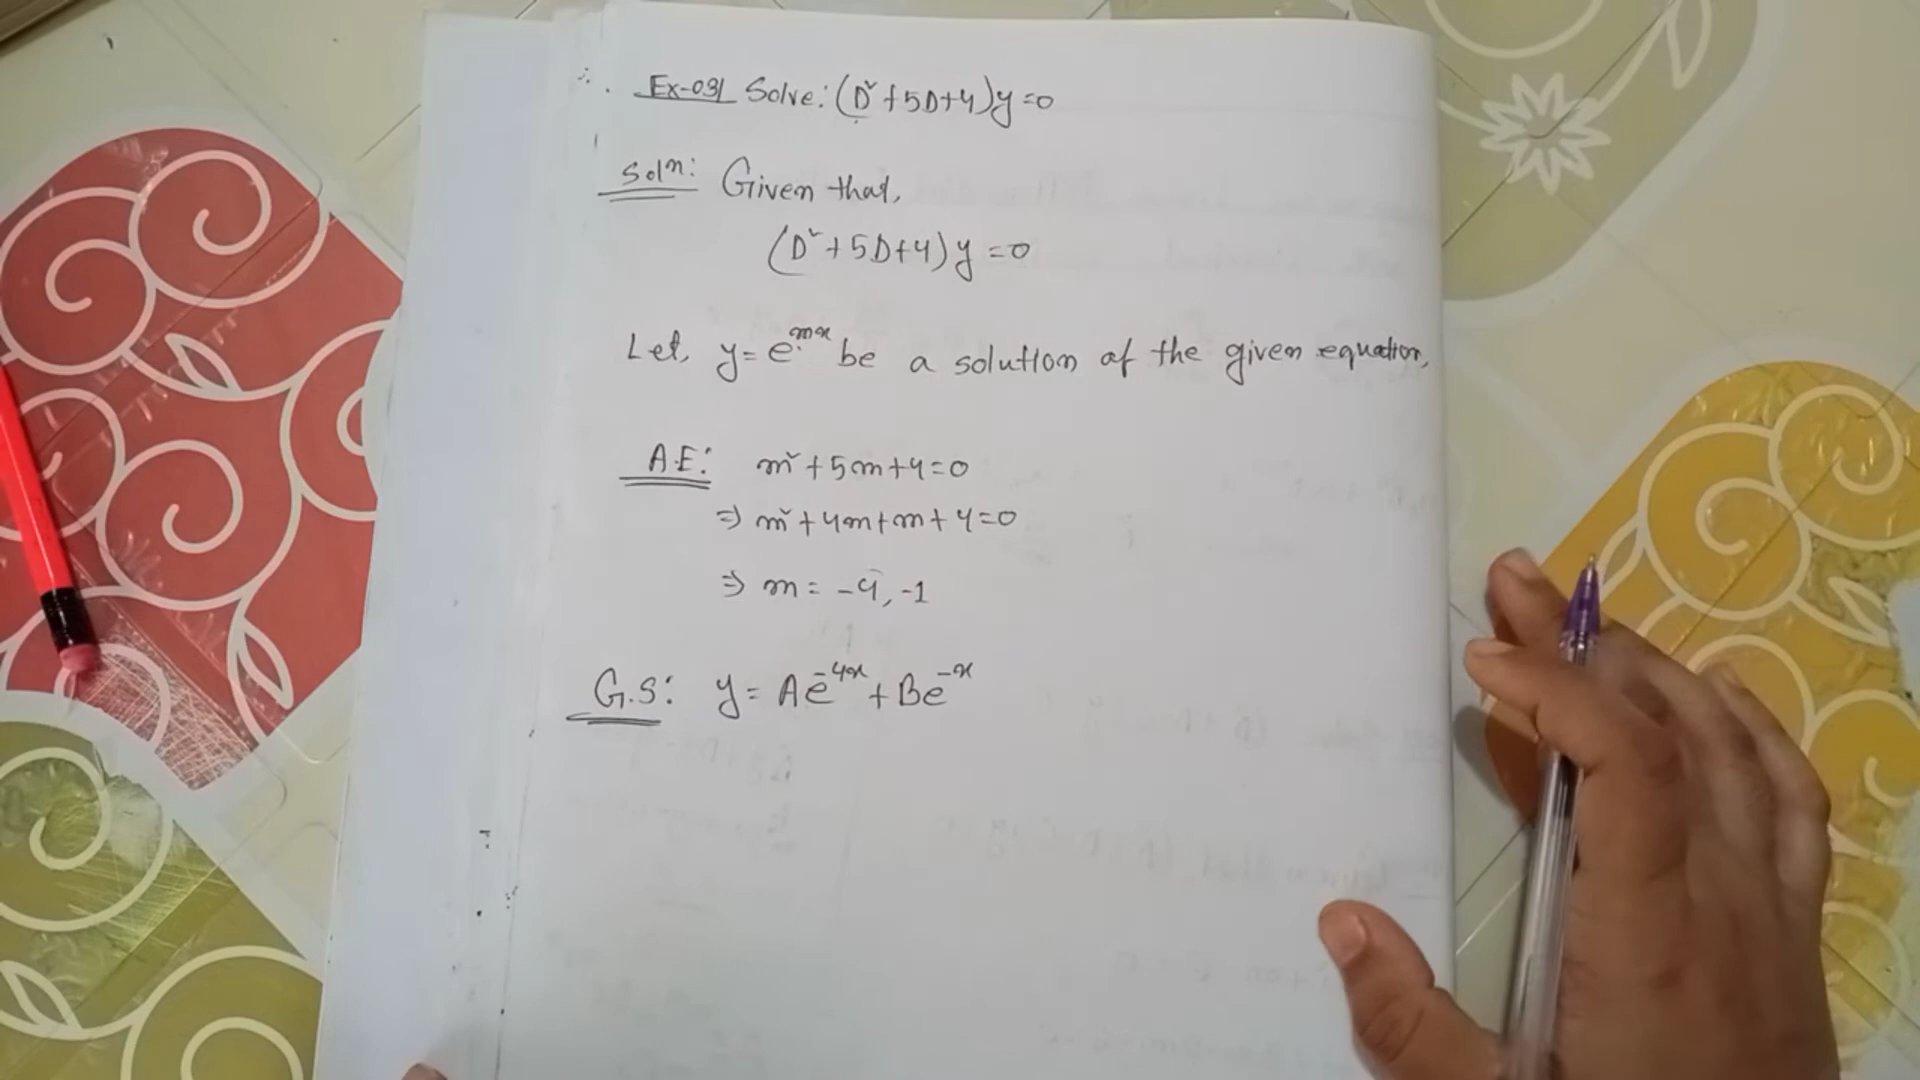 Ex-03| Solve: (D² + 5D + 4)y = 0
Solⁿ: Given that,
(D² + 5D + 4) y = 0
Let, y = e^mx be a solution of the given equation,
A.E: m² + 5m + 4 = 0
⇒ m² + 4m + m + 4 = 0
⇒ m = -4, -1
G.S: y = Ae^-4x + Be^-x